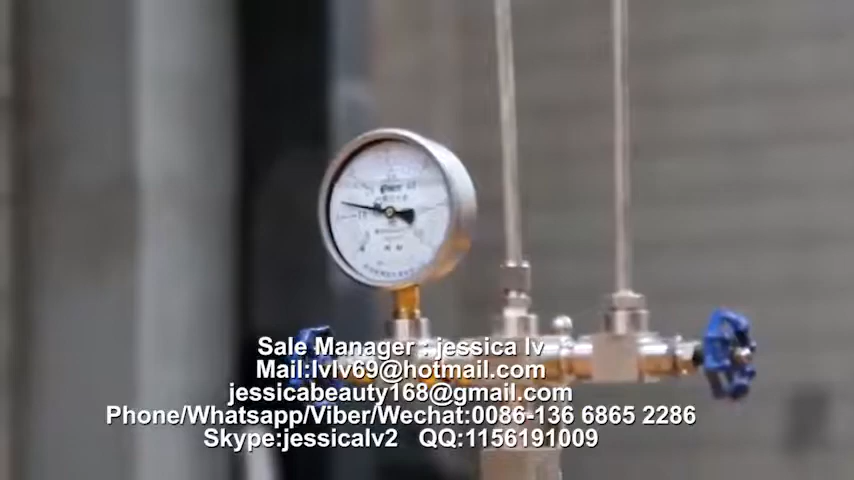 Sale Manager : jessica lv
Mail:lvlv69@hotmail.com
jessicabeauty168@gmail.com
Phone/Whatsapp/Viber/Wechat:0086-136 6865 2286
Skype:jessicalv2 QQ:1156191009